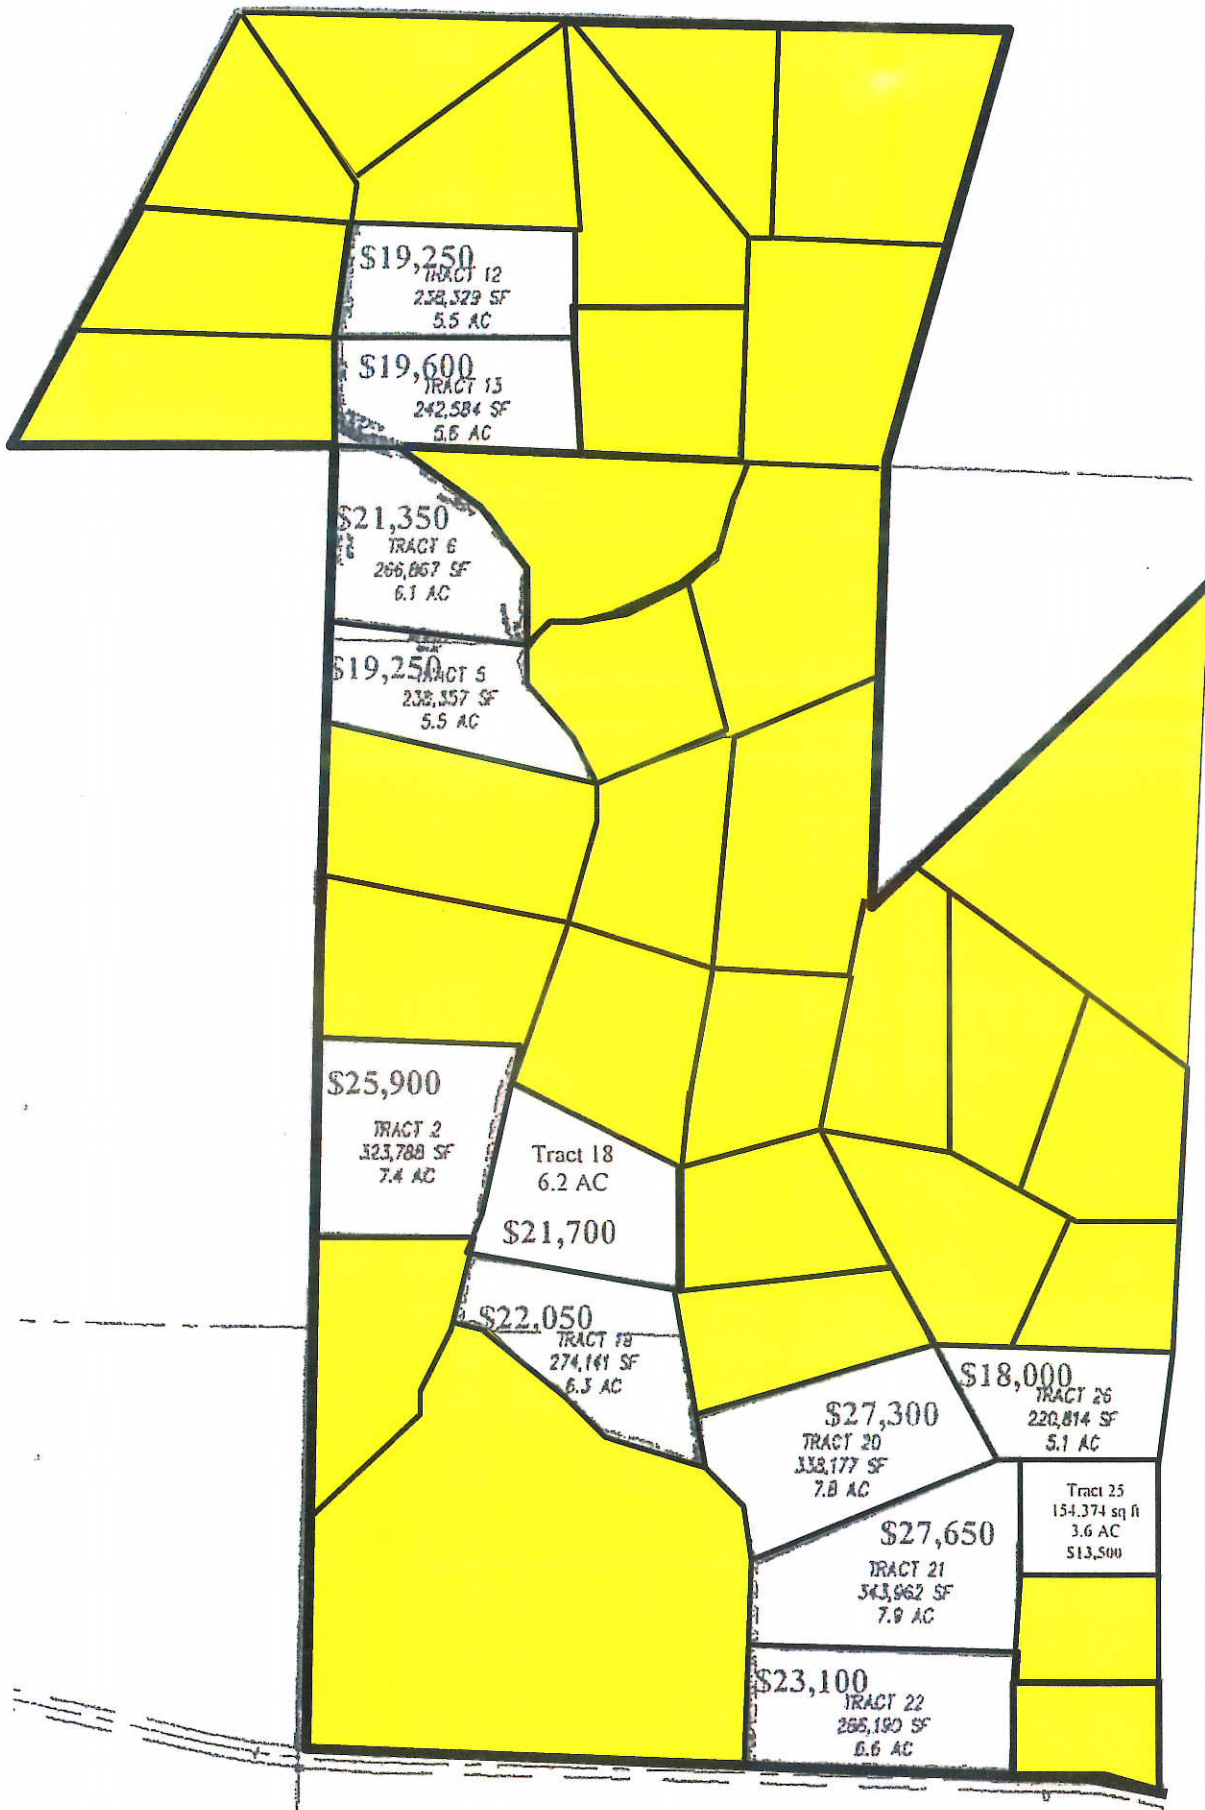 $19,250
TRACT 12
238,329 SF
5.5 AC
$19,600
TRACT 13
242,584 SF
5.6 AC
$21,350
TRACT 6
266,867 SF
6.1 AC
$19,250
TRACT 5
238,357 SF
5.5 AC
$25,900
TRACT 2
323,788 SF
7.4 AC
Tract 18
6.2 AC
$21,700
$22,050
TRACT 19
274,141 SF
6.3 AC
$27,300
TRACT 20
338,177 SF
7.8 AC
$18,000
TRACT 26
220,814 SF
5.1 AC
Tract 25
154.374 sq ft
3.6 AC
$13,500
$27,650
TRACT 21
343,962 SF
7.9 AC
$23,100
TRACT 22
286,190 SF
6.6 AC